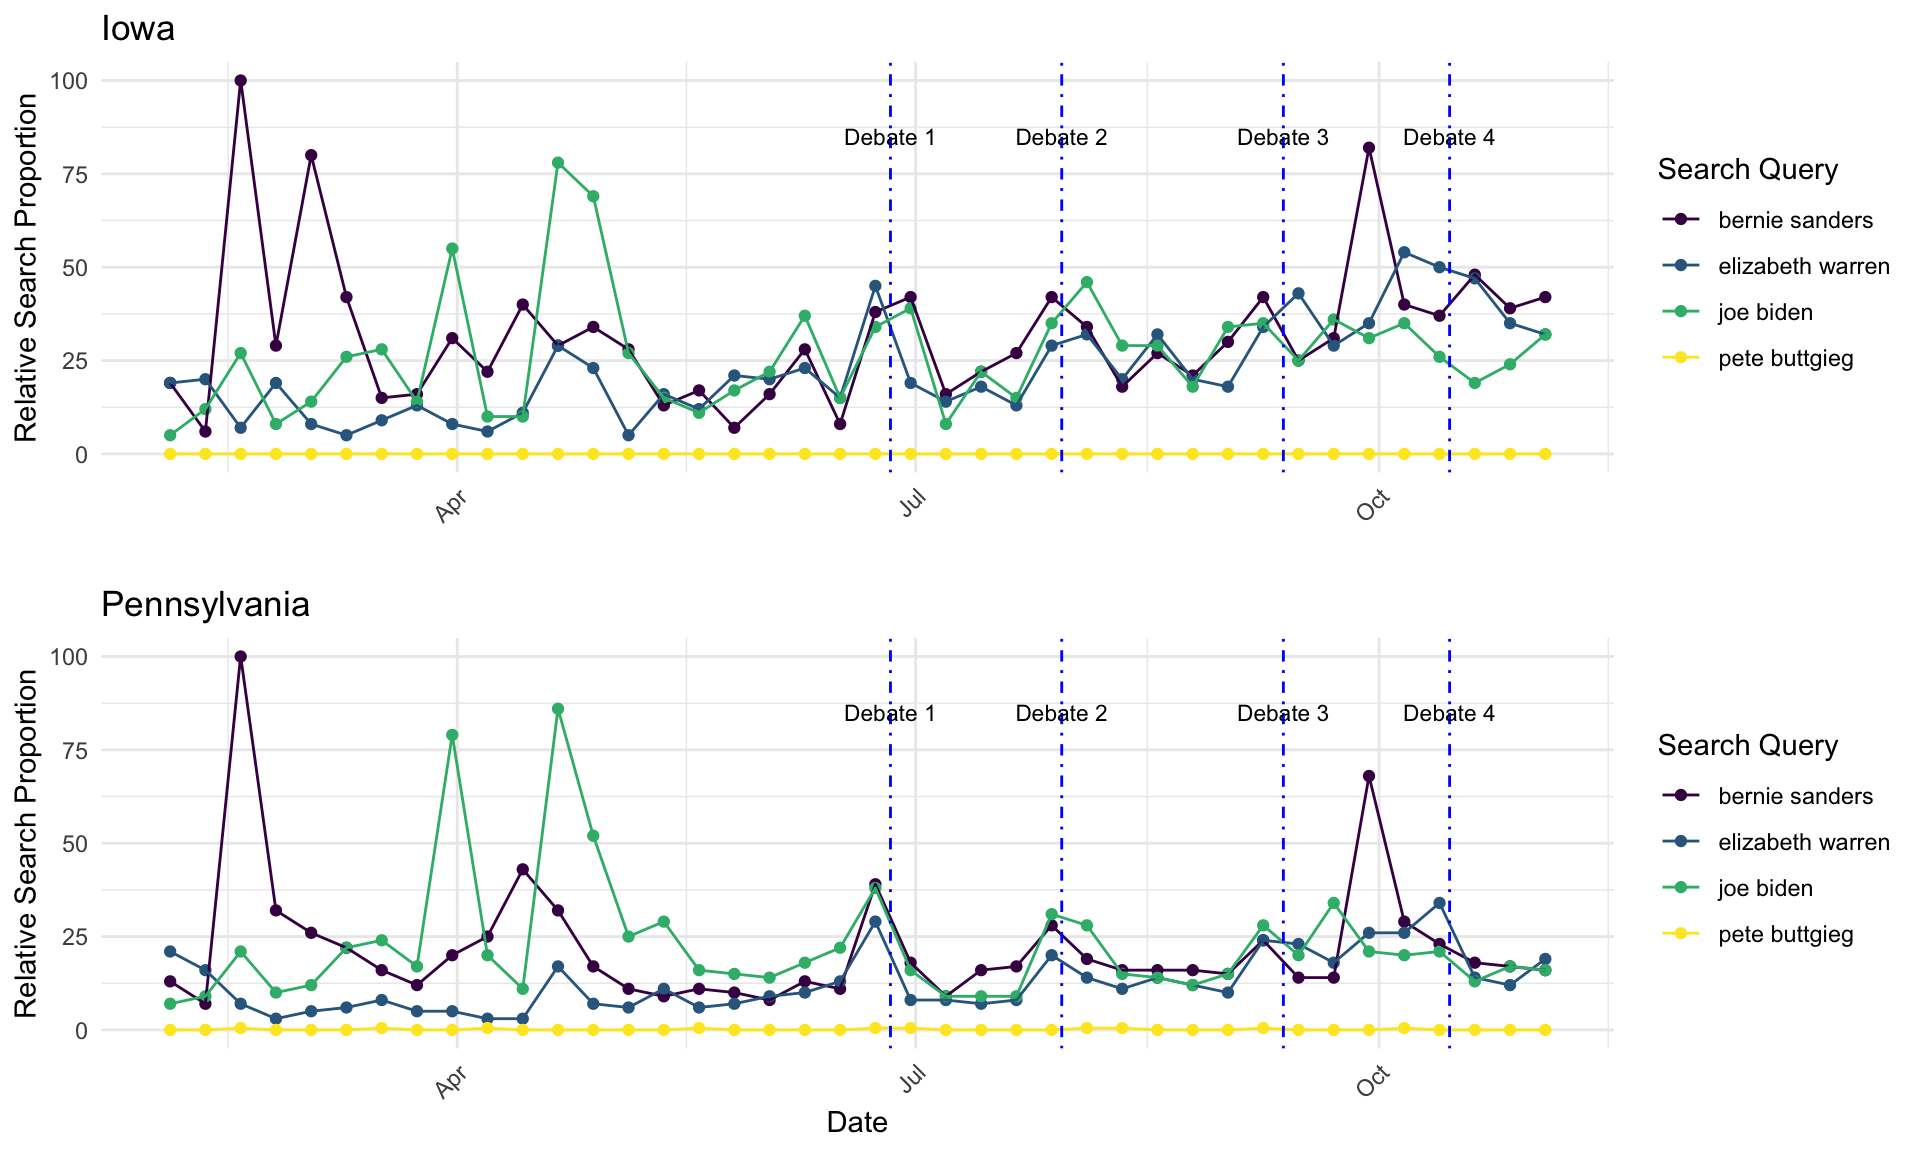 Iowa
Relative Search Proportion
100
75
50
25
0
Debate 1
Debate 2
Debate 3
Debate 4
Apr
Jul
Oct
Search Query
bernie sanders
elizabeth warren
joe biden
pete buttgieg
Pennsylvania
Relative Search Proportion
100
75
50
25
0
Debate 1
Debate 2
Debate 3
Debate 4
Apr
Jul
Oct
Date
Search Query
bernie sanders
elizabeth warren
joe biden
pete buttgieg